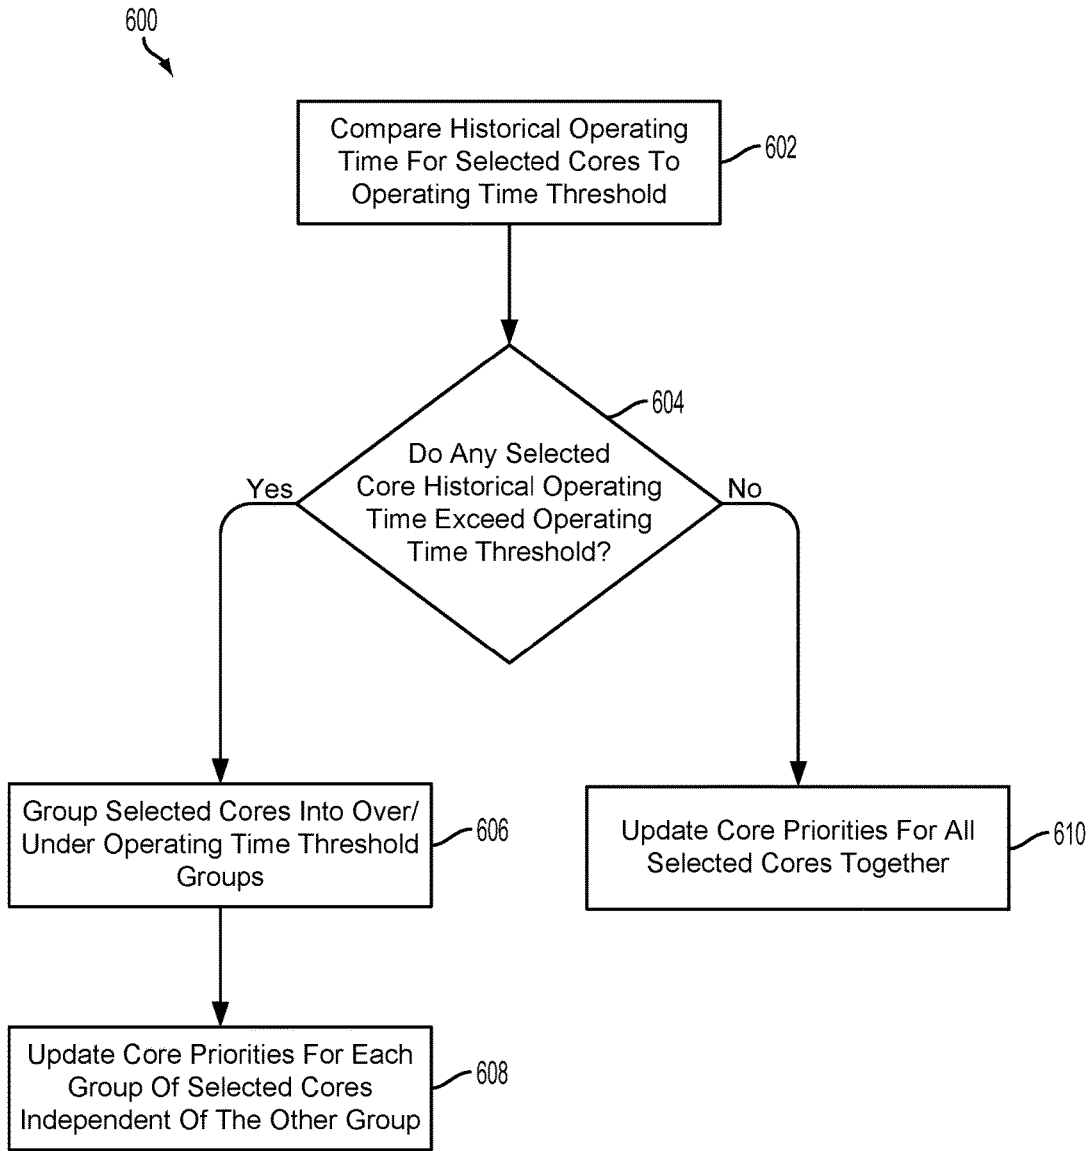 600
Compare Historical Operating
Time For Selected Cores To
Operating Time Threshold
602
604
Do Any Selected
Core Historical Operating
Time Exceed Operating
Time Threshold?
Yes
No
Group Selected Cores Into Over/
Under Operating Time Threshold
Groups
606
Update Core Priorities For All
Selected Cores Together
610
Update Core Priorities For Each
Group Of Selected Cores
Independent Of The Other Group
608